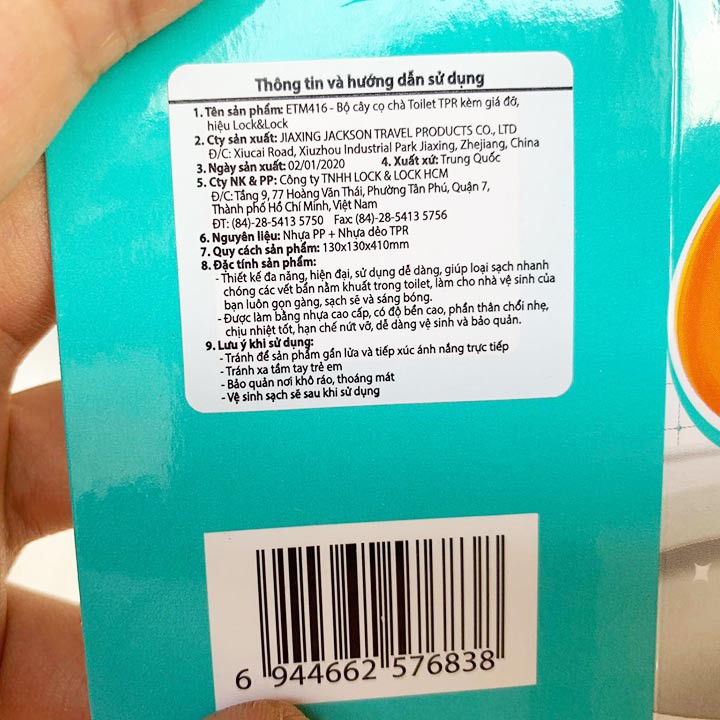 Thông tin và hướng dẫn sử dụng
1. Tên sản phẩm: ETM416 - Bộ cây cọ chà Toilet TPR kèm giá đỡ,
hiệu Lock&Lock
2. Cty sản xuất: JIAXING JACKSON TRAVEL PRODUCTS CO., LTD
Đ/C: Xiucai Road, Xiuzhou Industrial Park Jiaxing, Zhejiang, China
3. Ngày sản xuất: 02/01/2020 4. Xuất xứ: Trung Quốc
5. Cty NK & PP: Công ty TNHH LOCK & LOCK HCM
Đ/C: Tầng 9, 77 Hoàng Văn Thái, Phường Tân Phú, Quận 7,
Thành phố Hồ Chí Minh, Việt Nam
ĐT: (84)-28-5413 5750 Fax: (84)-28-5413 5756
6. Nguyên liệu: Nhựa PP + Nhựa dẻo TPR
7. Quy cách sản phẩm: 130x130x410mm
8. Đặc tính sản phẩm:
- Thiết kế đa năng, hiện đại, sử dụng dễ dàng, giúp loại sạch nhanh
chóng các vết bẩn nằm khuất trong toilet, làm cho nhà vệ sinh của
bạn luôn gọn gàng, sạch sẽ và sáng bóng.
- Được làm bằng nhựa cao cấp, có độ bền cao, phần thân chổi nhẹ,
chịu nhiệt tốt, hạn chế nứt vỡ, dễ dàng vệ sinh và bảo quản.
9. Lưu ý khi sử dụng:
- Tránh để sản phẩm gần lửa và tiếp xúc ánh nắng trực tiếp
- Tránh xa tầm tay trẻ em
- Bảo quản nơi khô ráo, thoáng mát
- Vệ sinh sạch sẽ sau khi sử dụng
6 944662 576838